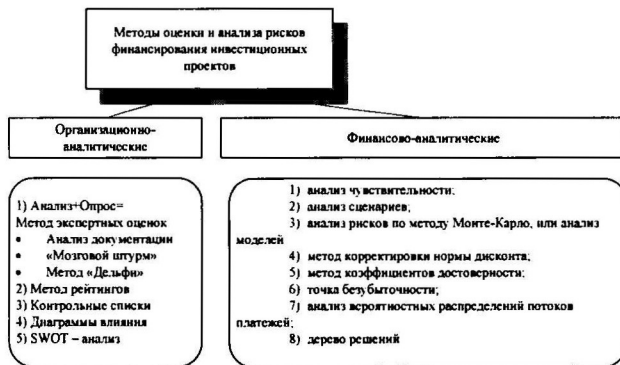 Методы оценки и анализа рисков
финансирования инвестиционных
проектов
Организационно-
аналитические
Финансово-аналитические
1) Анализ+Опрос=
Метод экспертных оценок
• Анализ документации
• «Мозговой штурм»
• Метод «Дельфи»
2) Метод рейтингов
3) Контрольные списки
4) Диаграммы влияния
5) SWOT – анализ
1) анализ чувствительности;
2) анализ сценариев;
3) анализ рисков по методу Монте-Карло, или анализ
моделей
4) метод корректировки нормы дисконта;
5) метод коэффициентов достоверности;
6) точка безубыточности;
7) анализ вероятностных распределений потоков
платежей;
8) дерево решений